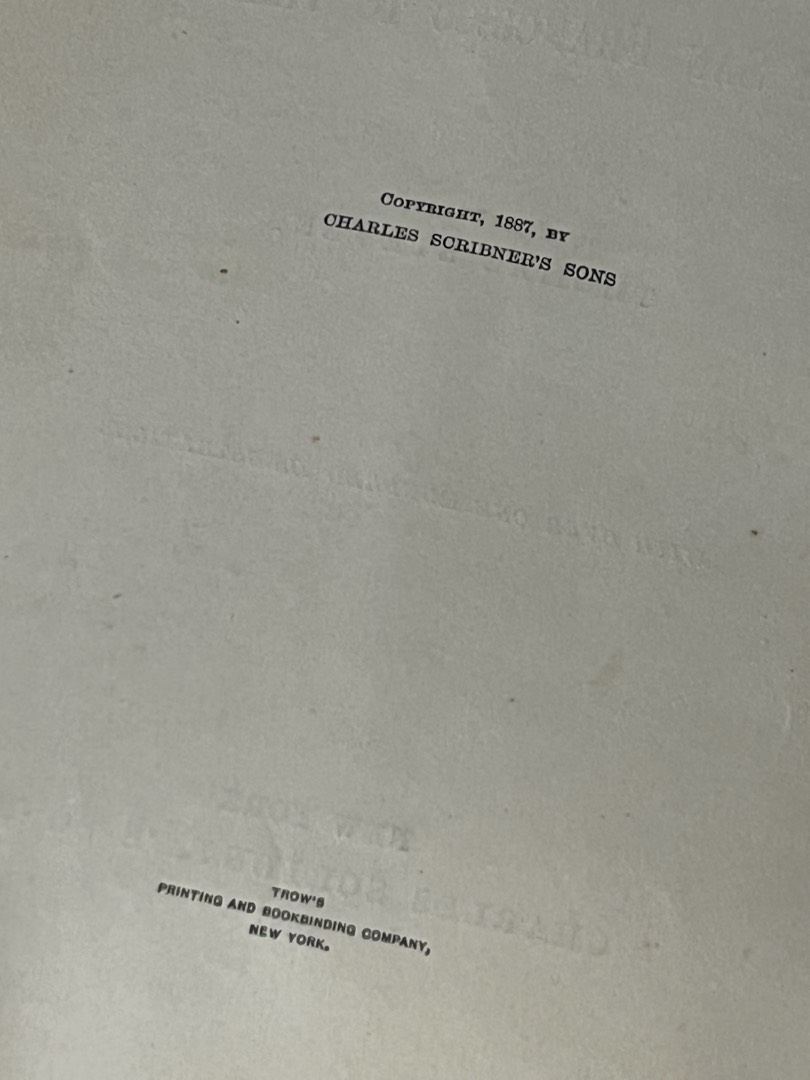 COPYRIGHT, 1887, BY
CHARLES SCRIBNER'S SONS
TROW'S
PRINTING AND BOOKBINDING COMPANY,
NEW YORK.